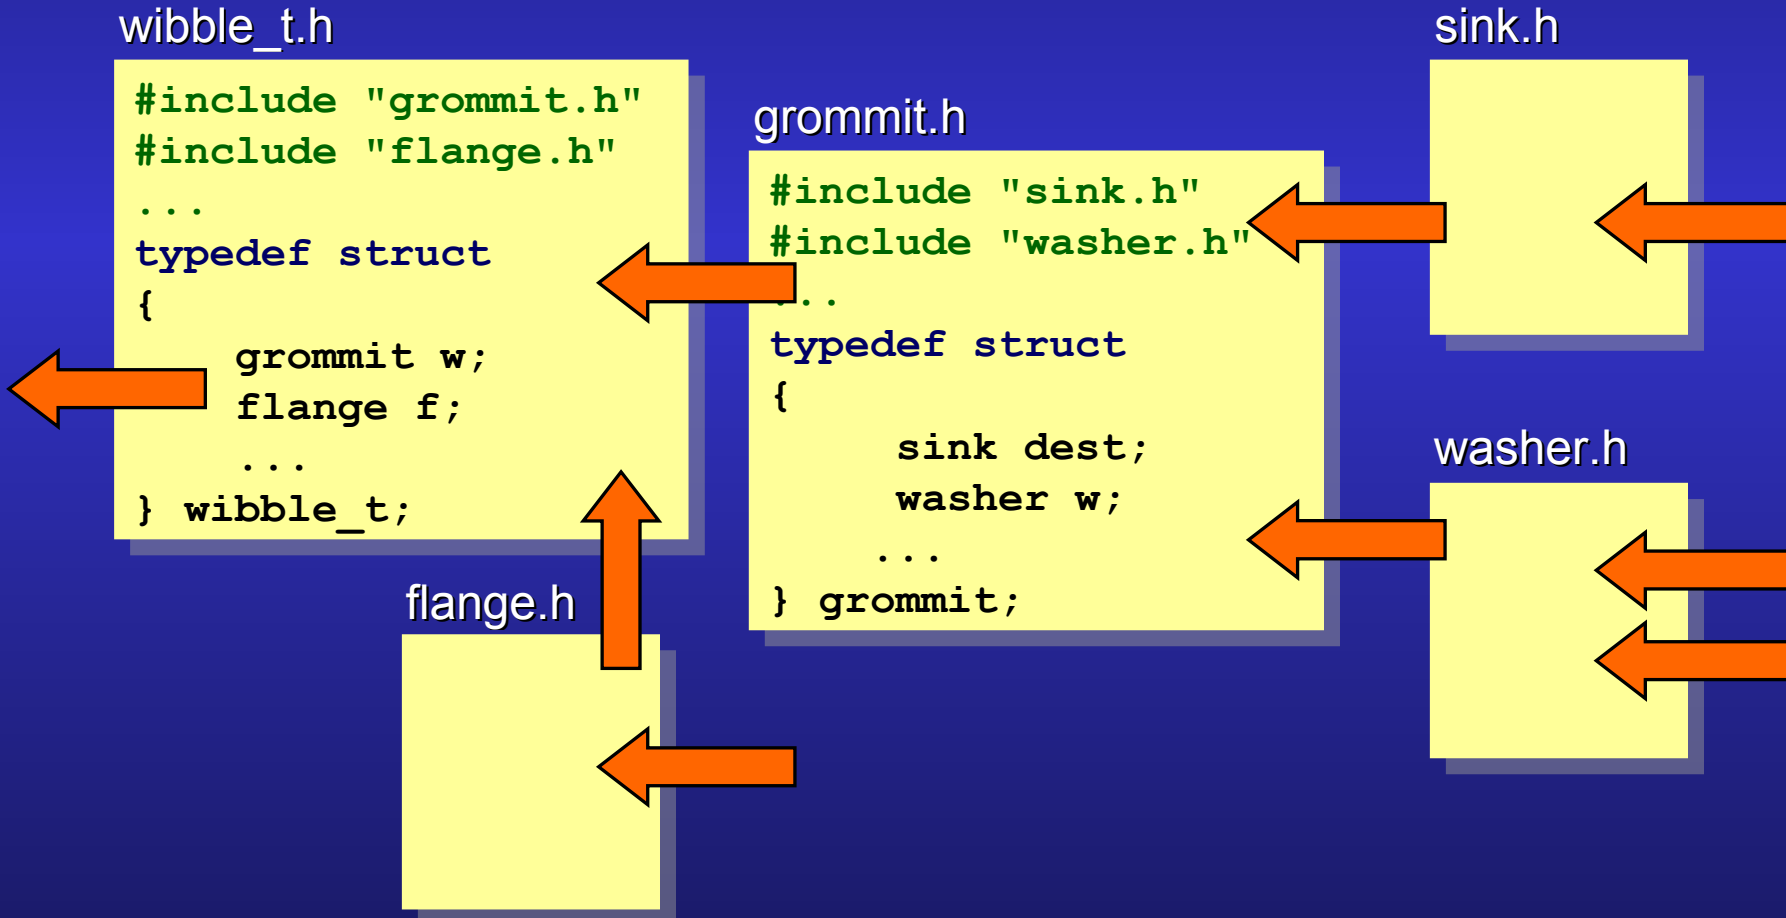 wibble_t.h
#include "grommit.h"
#include "flange.h"
...
typedef struct
{
grommit w;
flange f;
...
} wibble_t;
flange.h
grommit.h
#include "sink.h"
#include "washer.h"
...
typedef struct
{
sink dest;
washer w;
...
} grommit;
sink.h
washer.h